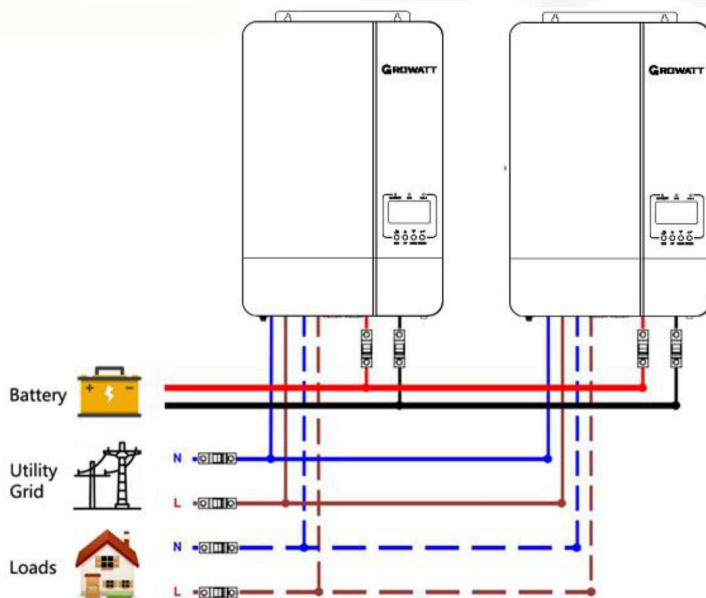 GROWATT
GROWATT
Battery
+ −
N
Utility
Grid
L
N
Loads
L